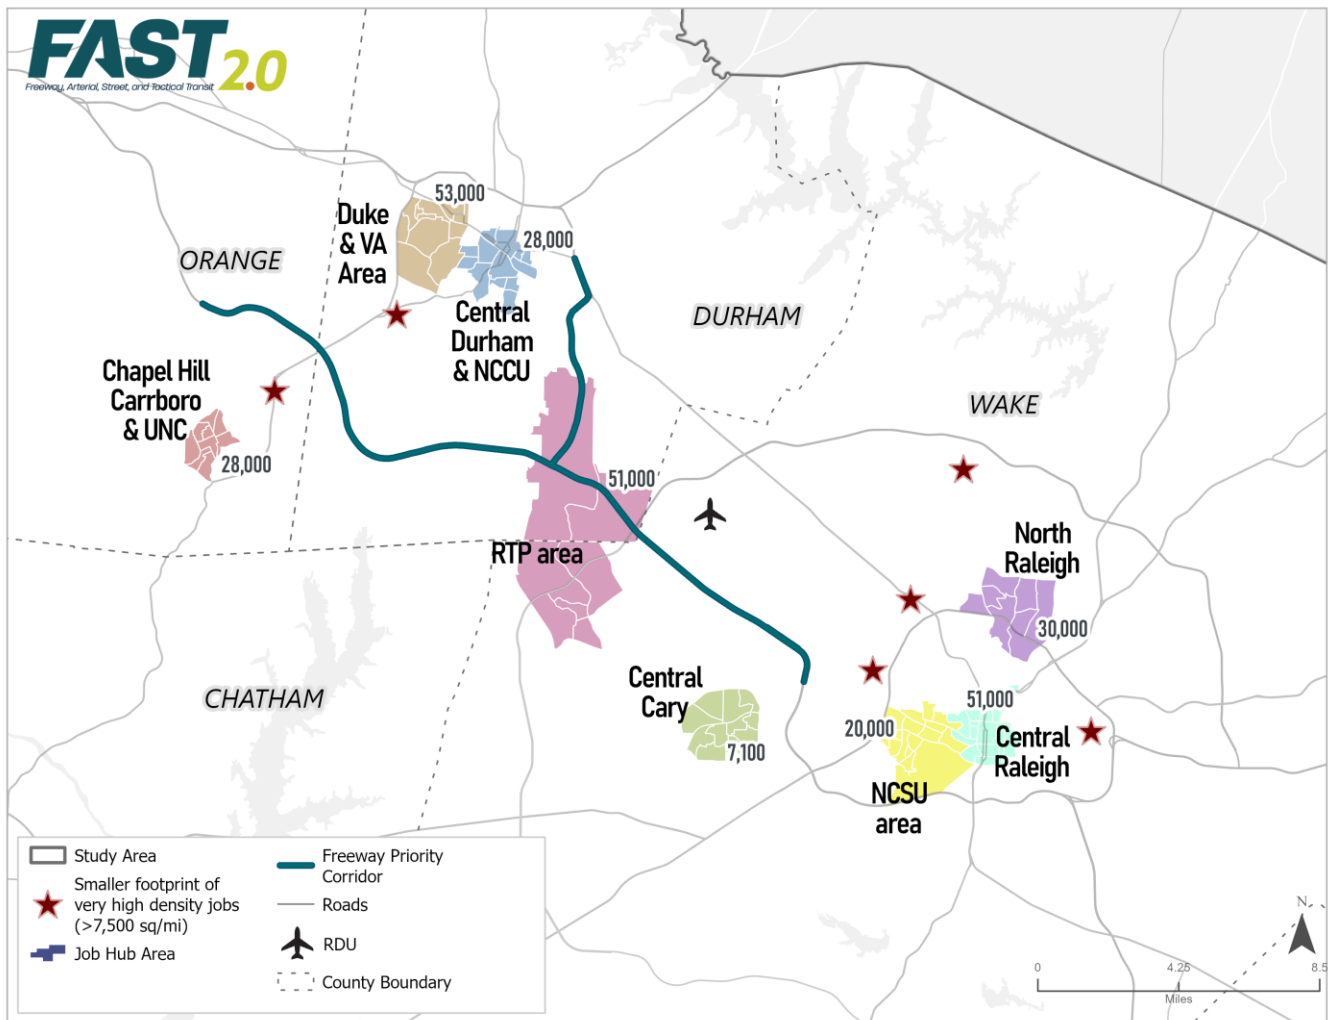 FAST 2.0
Freeway, Arterial, Street, and Tactical Transit
53,000
Duke
& VA
Area
28,000
ORANGE
Central
Durham
& NCCU
DURHAM
Chapel Hill
Carrboro
& UNC
28,000
WAKE
51,000
RTP area
North
Raleigh
30,000
CHATHAM
Central
Cary
7,100
51,000
20,000
Central
Raleigh
NCSU
area
Study Area
Smaller footprint of
very high density jobs
(>7,500 sq/mi)
Job Hub Area
Freeway Priority
Corridor
Roads
RDU
County Boundary
N
0 4.25 8.5
Miles